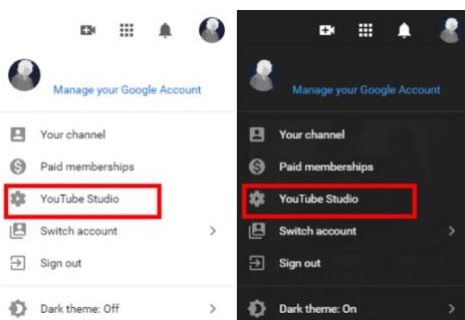 Manage your Google Account
Your channel
Paid memberships
YouTube Studio
Switch account
Sign out
Dark theme: Off
Manage your Google Account
Your channel
Paid memberships
YouTube Studio
Switch account
Sign out
Dark theme: On